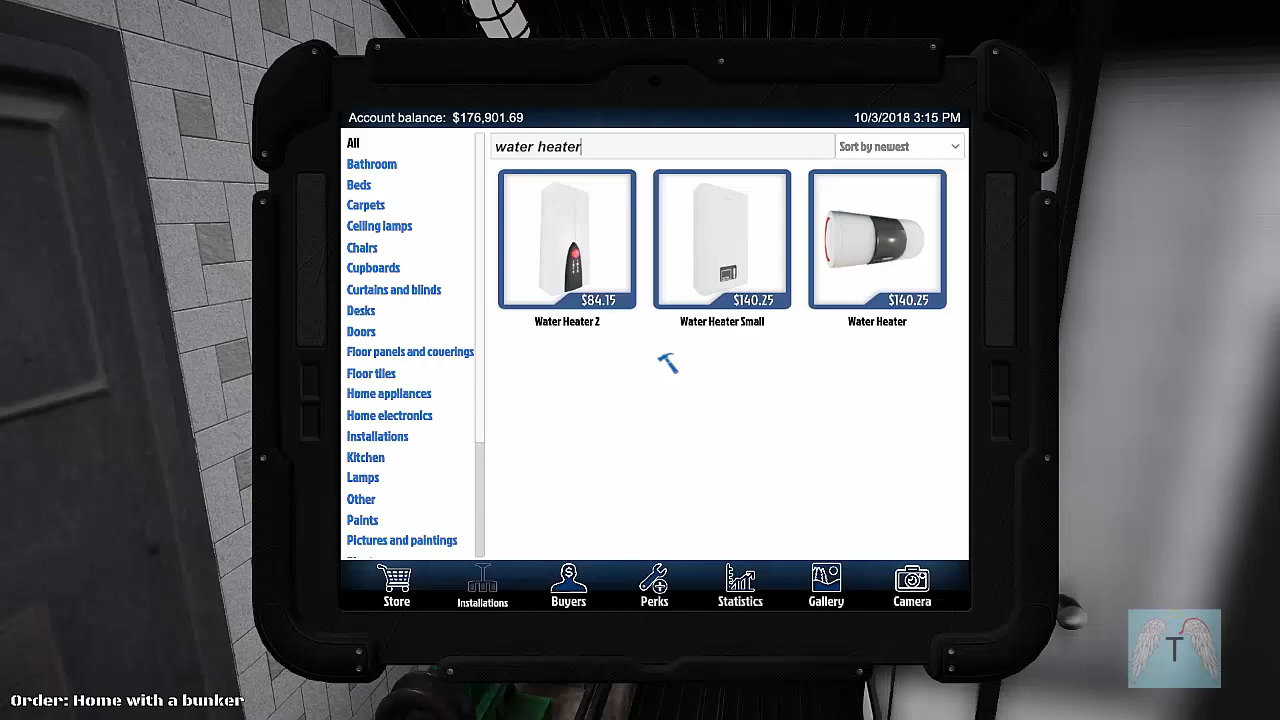 Account balance: $176,901.69
10/3/2018 3:15 PM
All
Bathroom
Beds
Carpets
Ceiling lamps
Chairs
Cupboards
Curtains and blinds
Desks
Doors
Floor panels and coverings
Floor tiles
Home appliances
Home electronics
Installations
Kitchen
Lamps
Other
Paints
Pictures and paintings
water heater
Sort by newest
$84.15
$140.25
$140.25
Water Heater 2
Water Heater Small
Water Heater
Store
Installations
Buyers
Perks
Statistics
Gallery
Camera
T
Order: Home with a bunker